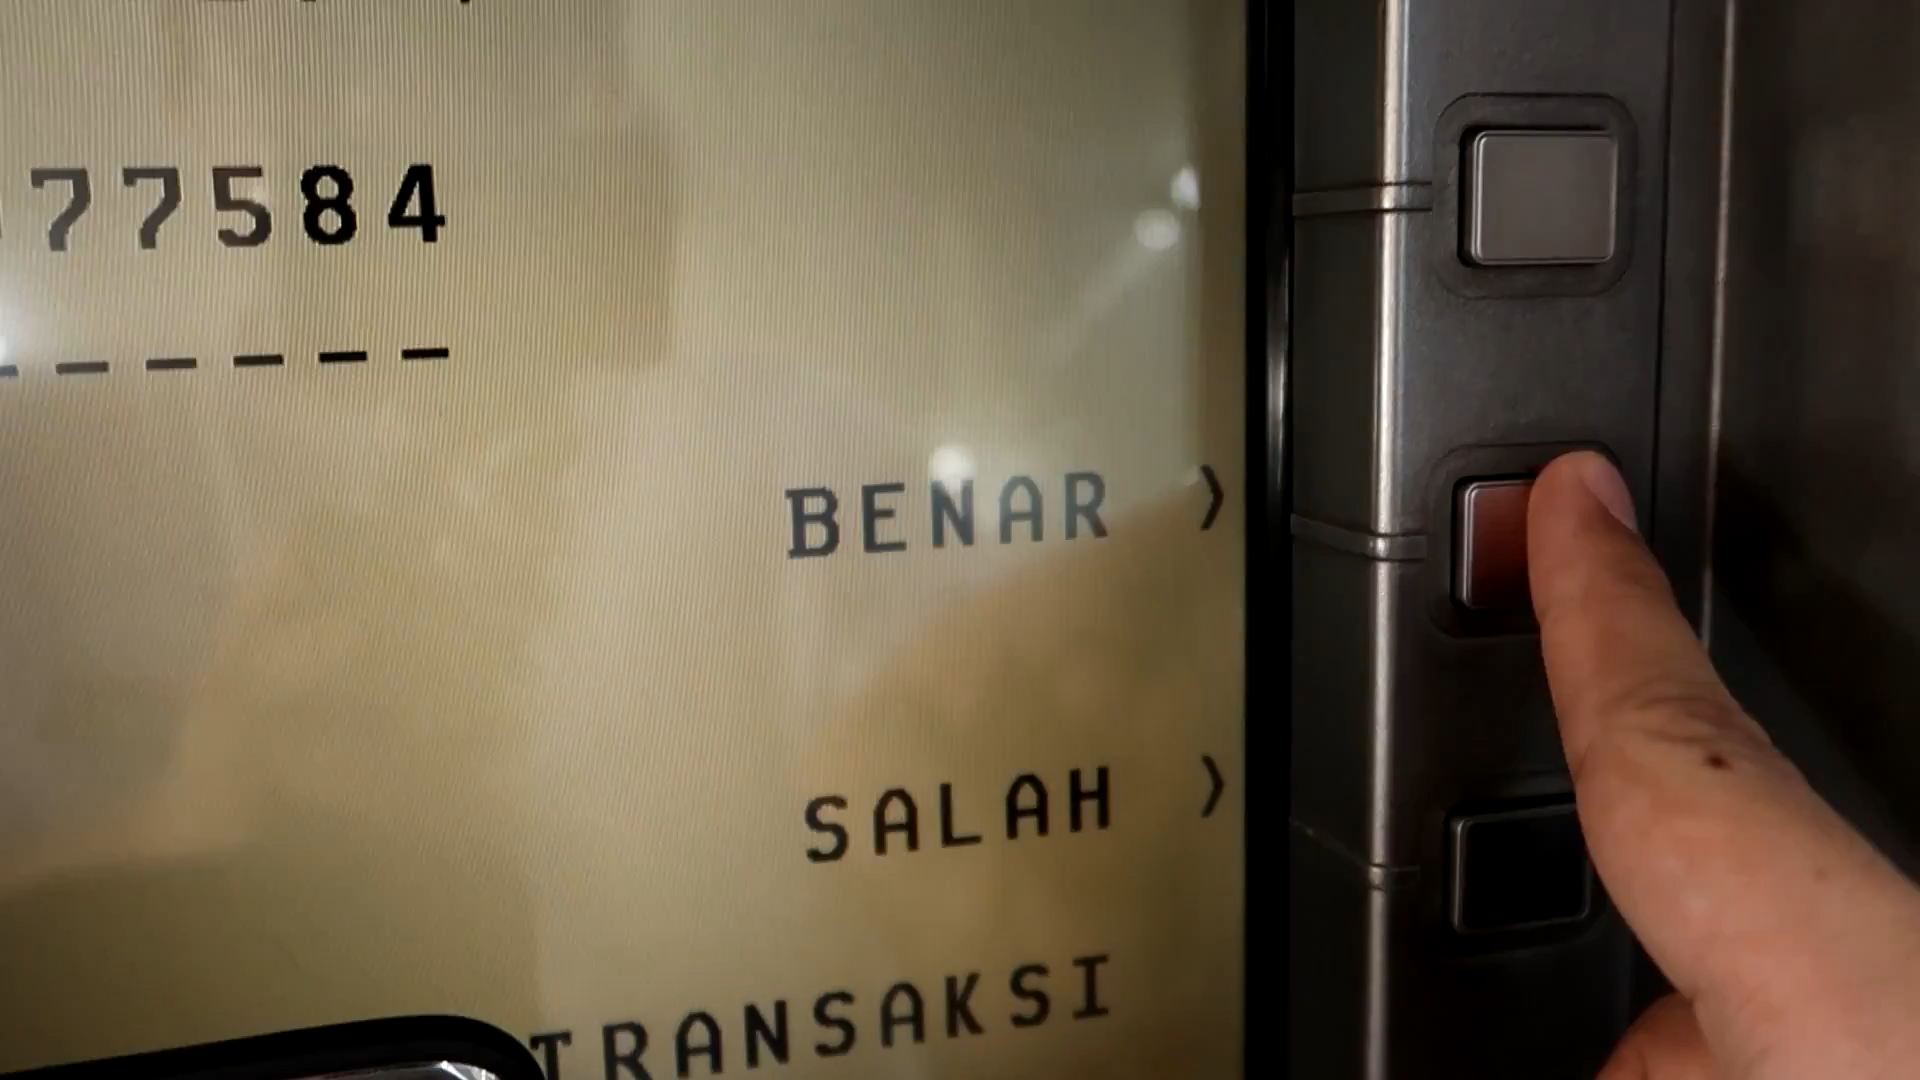 77584
------
BENAR >
SALAH >
TRANSAKSI